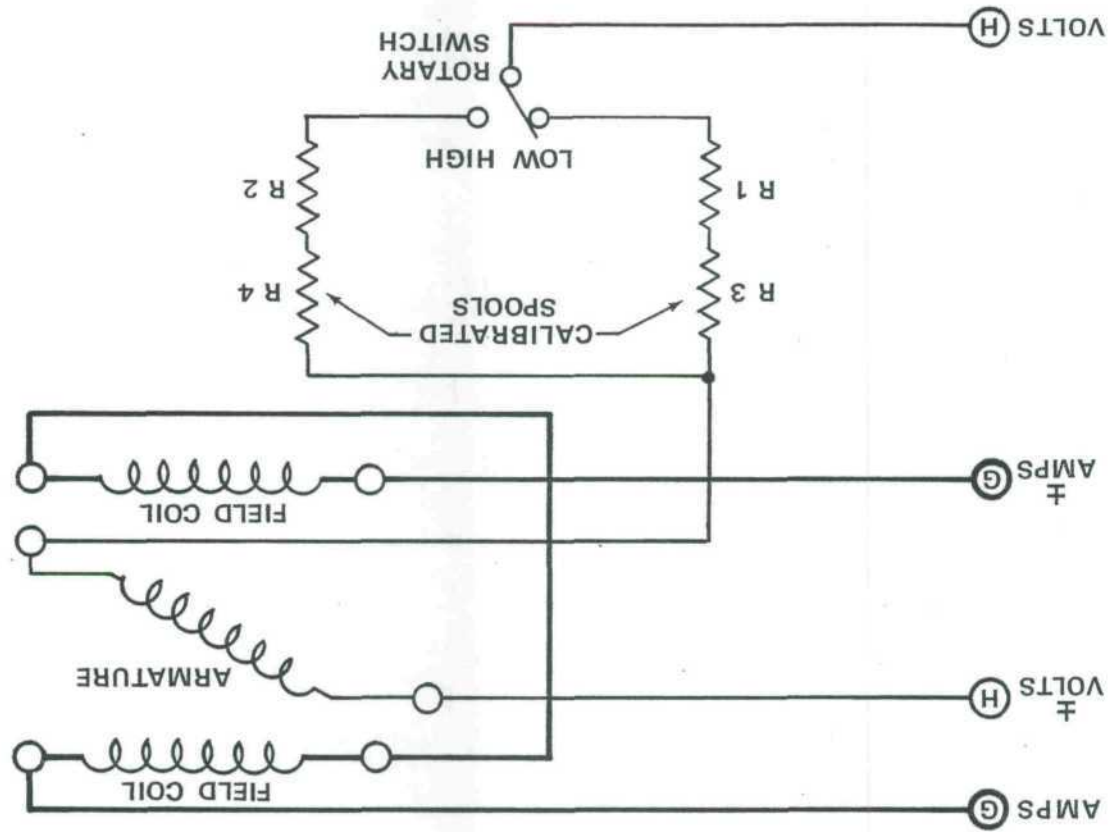 AMPS G
FIELD COIL
±
VOLTS H
ARMATURE
FIELD COIL
±
AMPS G
CALIBRATED
SPOOLS
R 3
R 4
R 1
R 2
LOW HIGH
ROTARY
SWITCH
VOLTS H